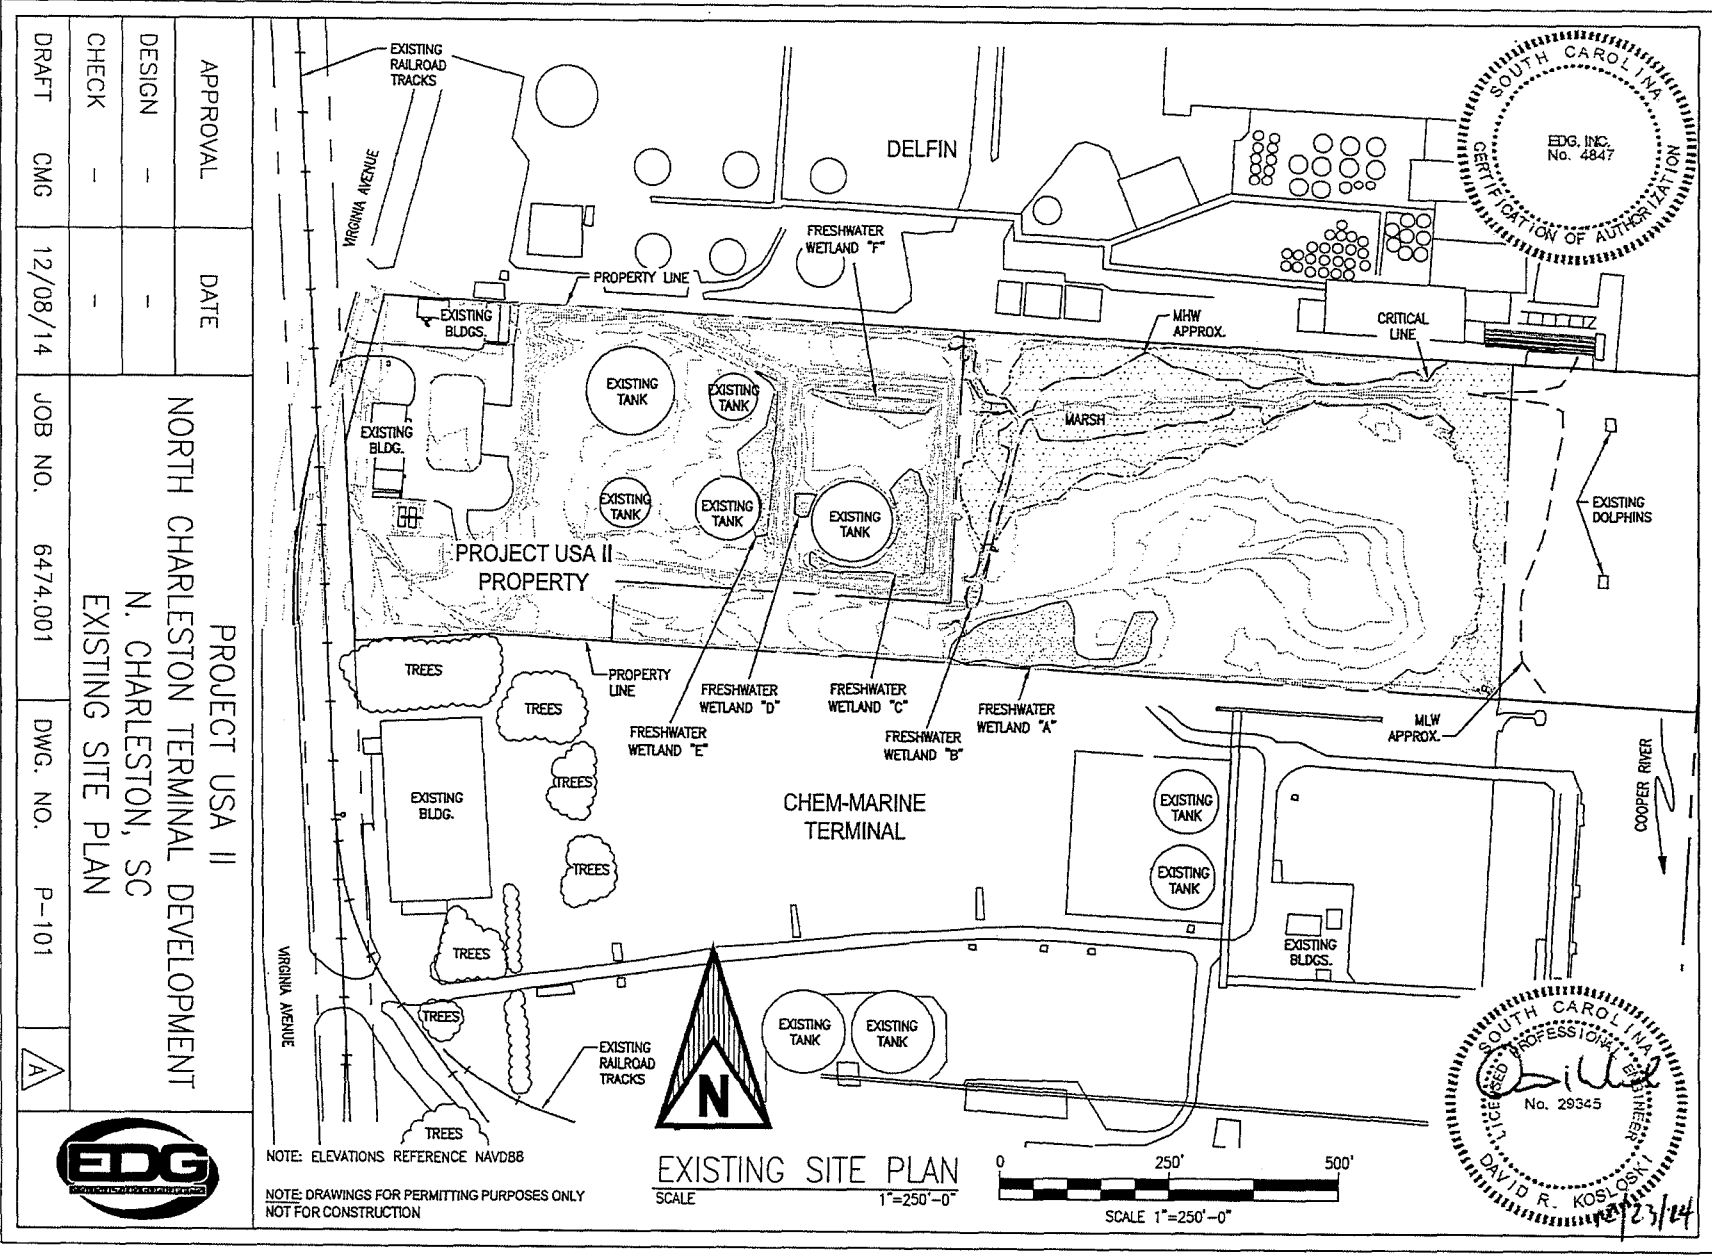 EXISTING
RAILROAD
TRACKS
VIRGINIA AVENUE
DELFIN
SOUTH CAROLINA
EDG, INC.
No. 4847
CERTIFICATION OF AUTHORIZATION
FRESHWATER
WETLAND "F"
PROPERTY LINE
EXISTING
BLDGS.
MHW
APPROX.
CRITICAL
LINE
EXISTING
TANK
EXISTING
TANK
MARSH
EXISTING
BLDG.
EXISTING
TANK
EXISTING
TANK
EXISTING
TANK
EXISTING
DOLPHINS
PROJECT USA II
PROPERTY
TREES
PROPERTY
LINE
TREES
FRESHWATER
WETLAND "E"
FRESHWATER
WETLAND "D"
FRESHWATER
WETLAND "C"
FRESHWATER
WETLAND "B"
FRESHWATER
WETLAND "A"
MLW
APPROX.
COOPER RIVER
TREES
EXISTING
BLDG.
CHEM-MARINE
TERMINAL
EXISTING
TANK
EXISTING
TANK
TREES
TREES
EXISTING
BLDGS.
VIRGINIA AVENUE
TREES
EXISTING
TANK
EXISTING
TANK
EXISTING
RAILROAD
TRACKS
N
TREES
SOUTH CAROLINA
LICENSED PROFESSIONAL ENGINEER
No. 29345
DAVID R. KOSLOSKI
12/23/14
NOTE: ELEVATIONS REFERENCE NAVD88
NOTE: DRAWINGS FOR PERMITTING PURPOSES ONLY
NOT FOR CONSTRUCTION
EXISTING SITE PLAN
SCALE 1"=250'-0"
0 250' 500'
SCALE 1"=250'-0"
APPROVAL DATE
DESIGN - -
CHECK - -
DRAFT CMG 12/08/14
PROJECT USA II
NORTH CHARLESTON TERMINAL DEVELOPMENT
N. CHARLESTON, SC
EXISTING SITE PLAN
JOB NO. 6474.001 DWG. NO. P-101 A
EDG